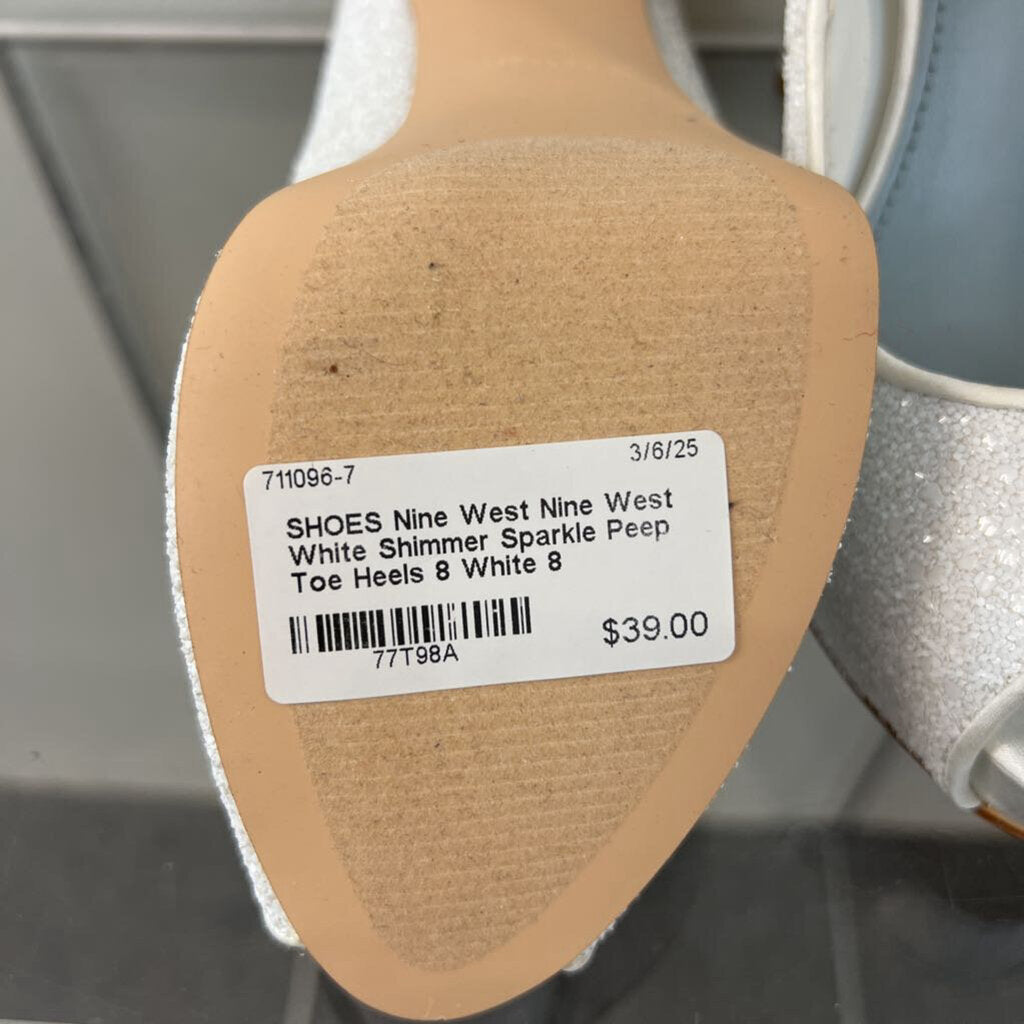 711096-7 3/6/25
SHOES Nine West Nine West
White Shimmer Sparkle Peep
Toe Heels 8 White 8
77T98A $39.00